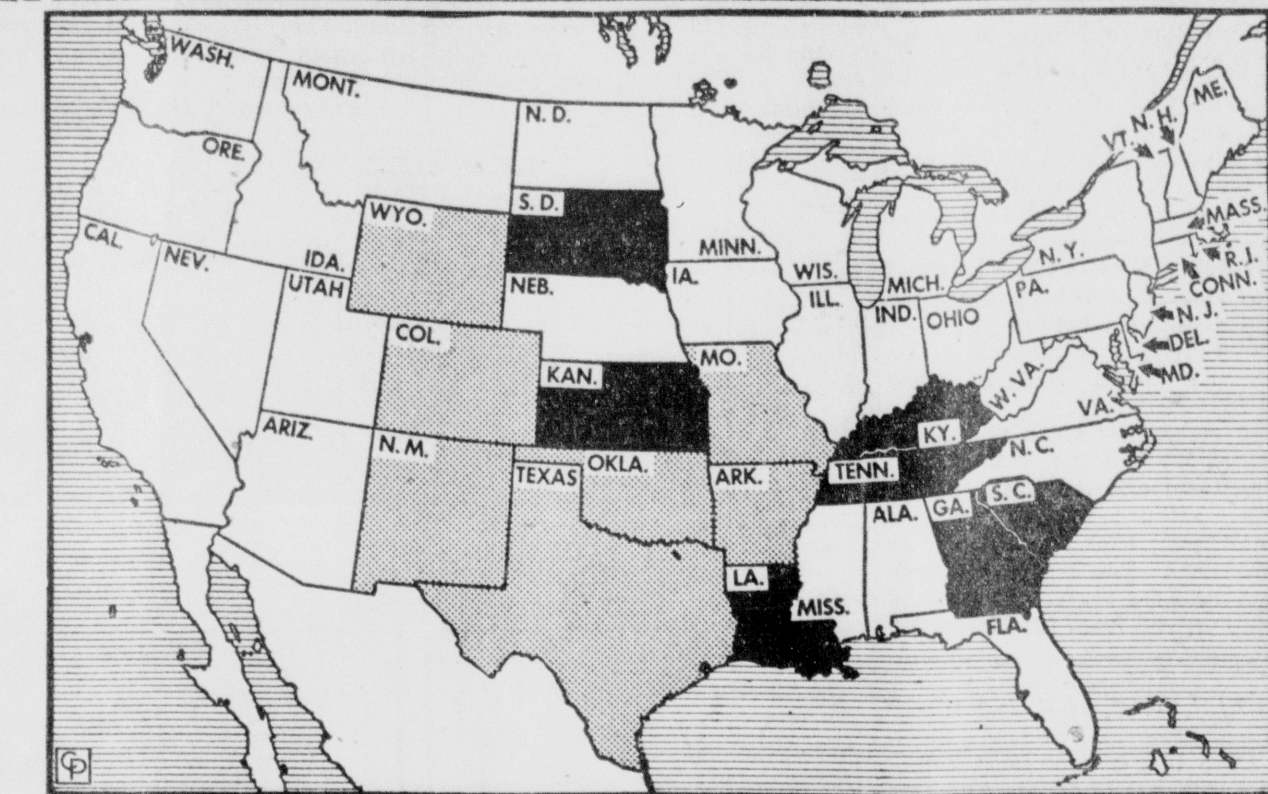 WASH.
MONT.
N. D.
ME.
N. H.
VT.
ORE.
S. D.
WYO.
MASS.
CAL.
NEV.
IDA.
MINN.
WIS.
N. Y.
R. I.
UTAH
NEB.
IA.
ILL.
MICH.
PA.
CONN.
IND.
OHIO
N. J.
COL.
DEL.
MO.
KAN.
W. VA.
MD.
VA.
ARIZ.
N. M.
KY.
N. C.
OKLA.
TEXAS
ARK.
TENN.
S. C.
ALA.
GA.
LA.
MISS.
FLA.
CP